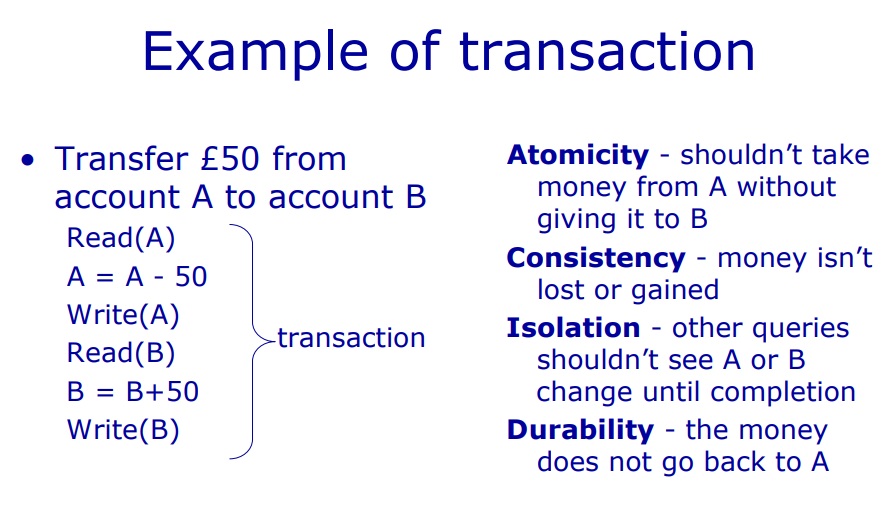 Example of transaction
• Transfer £50 from
account A to account B
Read(A)
A = A - 50
Write(A)
Read(B)
B = B+50
Write(B)
transaction
Atomicity - shouldn’t take
money from A without
giving it to B
Consistency - money isn’t
lost or gained
Isolation - other queries
shouldn’t see A or B
change until completion
Durability - the money
does not go back to A